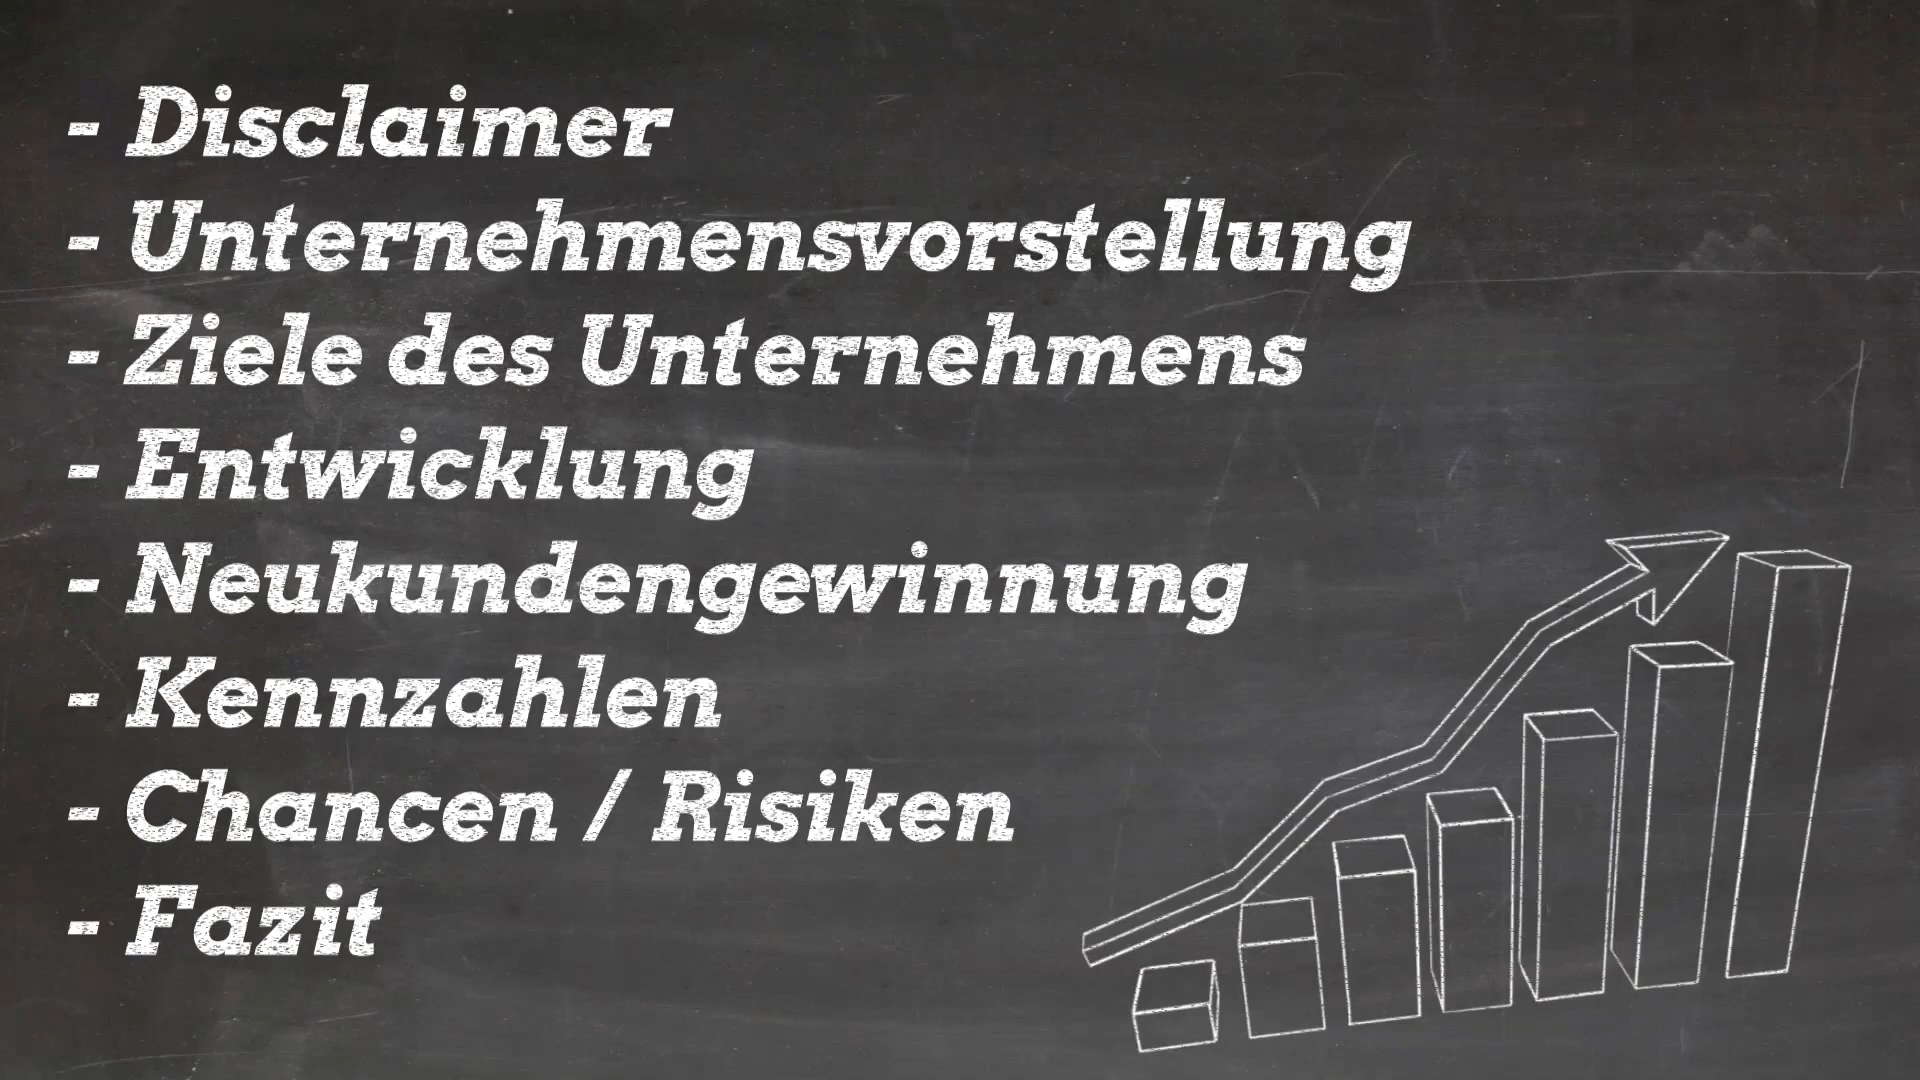 - Disclaimer
- Unternehmensvorstellung
- Ziele des Unternehmens
- Entwicklung
- Neukundengewinnung
- Kennzahlen
- Chancen / Risiken
- Fazit